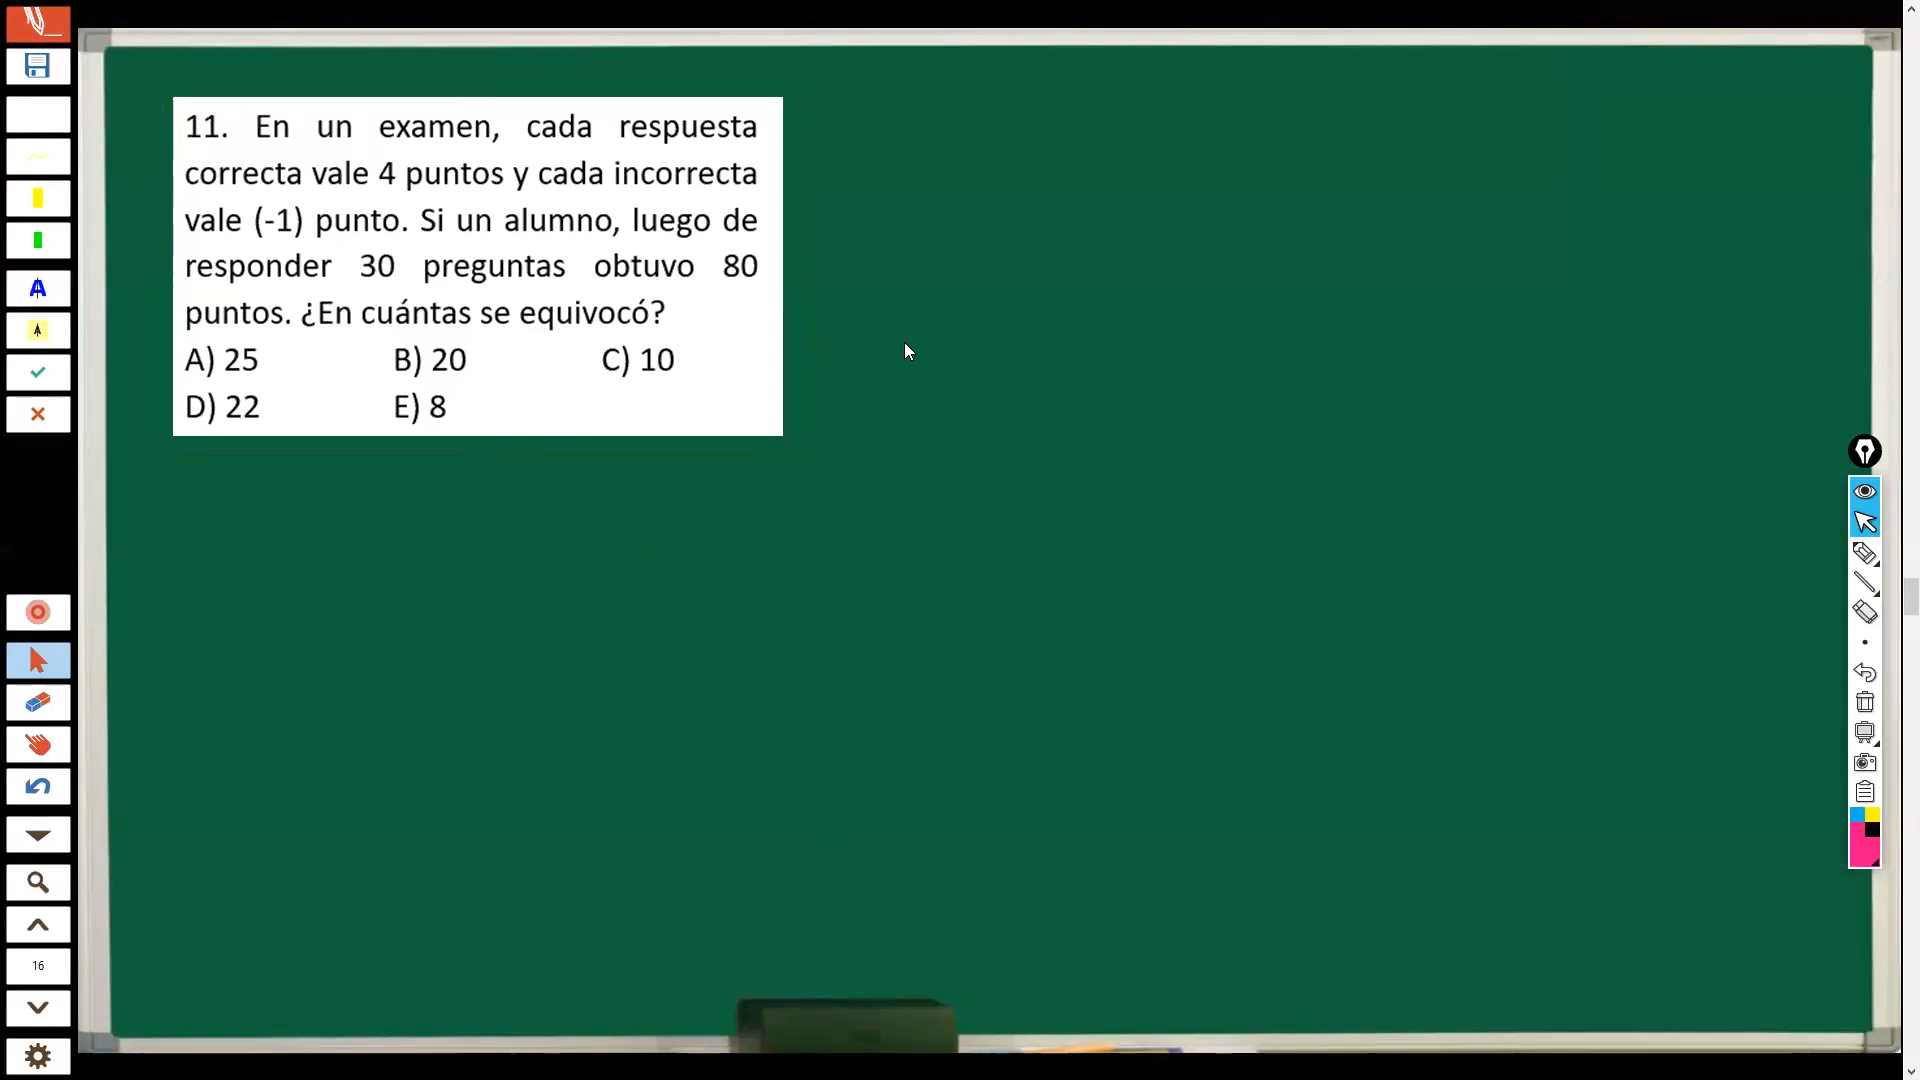 11. En un examen, cada respuesta
correcta vale 4 puntos y cada incorrecta
vale (-1) punto. Si un alumno, luego de
responder 30 preguntas obtuvo 80
puntos. ¿En cuántas se equivocó?
A) 25 B) 20 C) 10
D) 22 E) 8
A
A
16